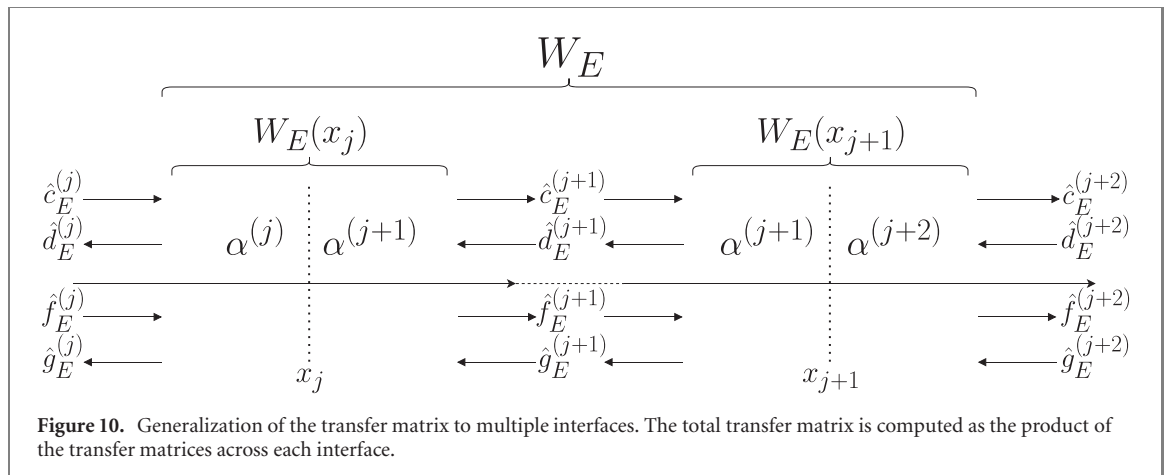 W_E
W_E(x_j) W_E(x_{j+1})
ĉ_E^{(j)} ĉ_E^{(j+1)} ĉ_E^{(j+2)}
d̂_E^{(j)} α^{(j)} α^{(j+1)} d̂_E^{(j+1)} α^{(j+1)} α^{(j+2)} d̂_E^{(j+2)}
f̂_E^{(j)} f̂_E^{(j+1)} f̂_E^{(j+2)}
ĝ_E^{(j)} ĝ_E^{(j+1)} ĝ_E^{(j+2)}
x_j x_{j+1}
Figure 10. Generalization of the transfer matrix to multiple interfaces. The total transfer matrix is computed as the product of
the transfer matrices across each interface.